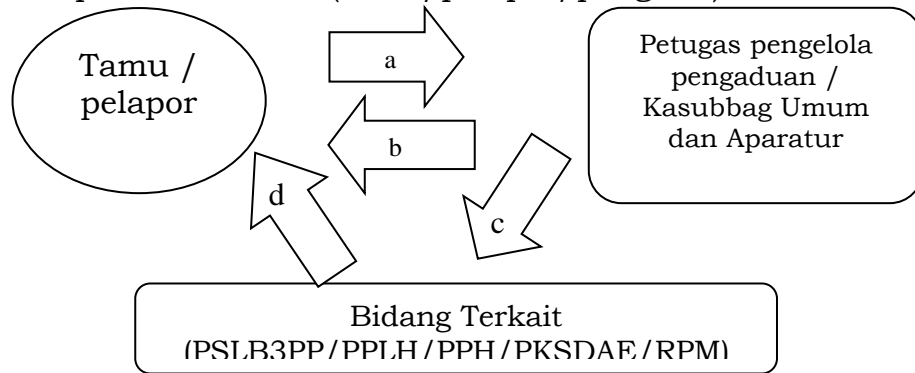 Tamu /
pelapor
a
Petugas pengelola
pengaduan /
Kasubbag Umum
dan Aparatur
b
d
c
Bidang Terkait
(PSLB3PP/PPLH/PPH/PKSDAE/RPM)